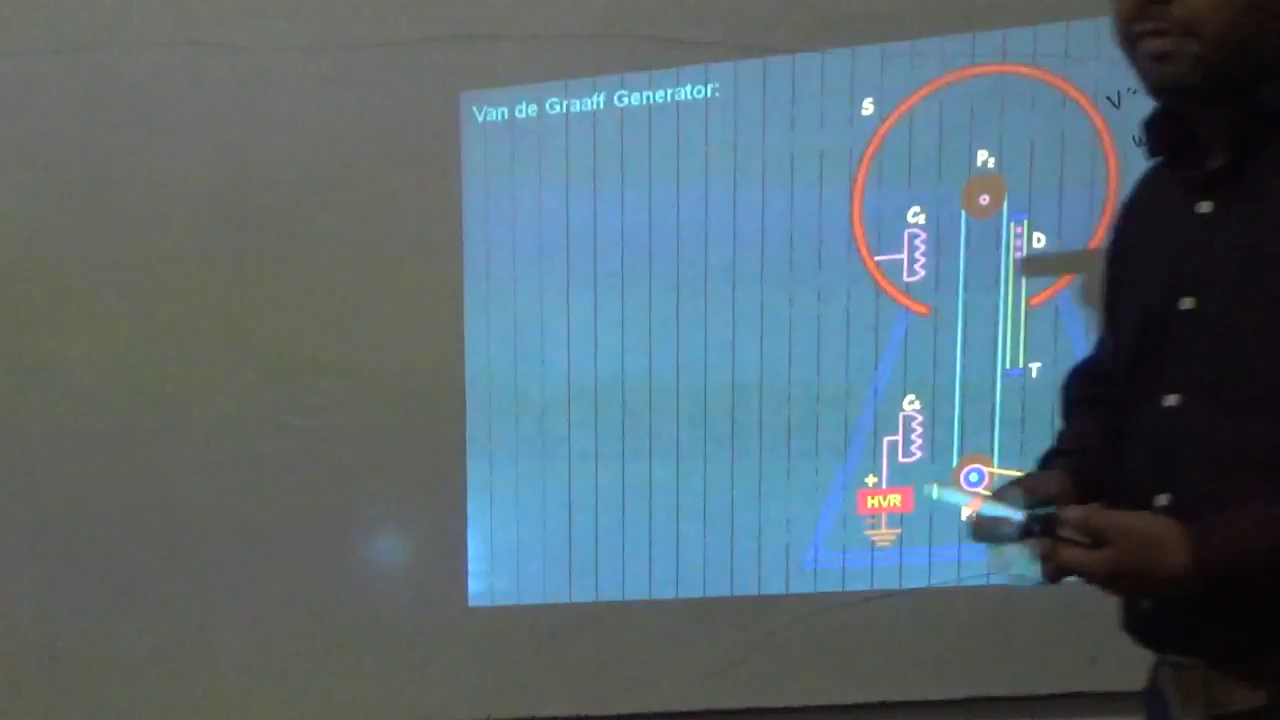 Van de Graaff Generator:
S
V =
P₂
C₂
D
T
C₁
+
HVR
P